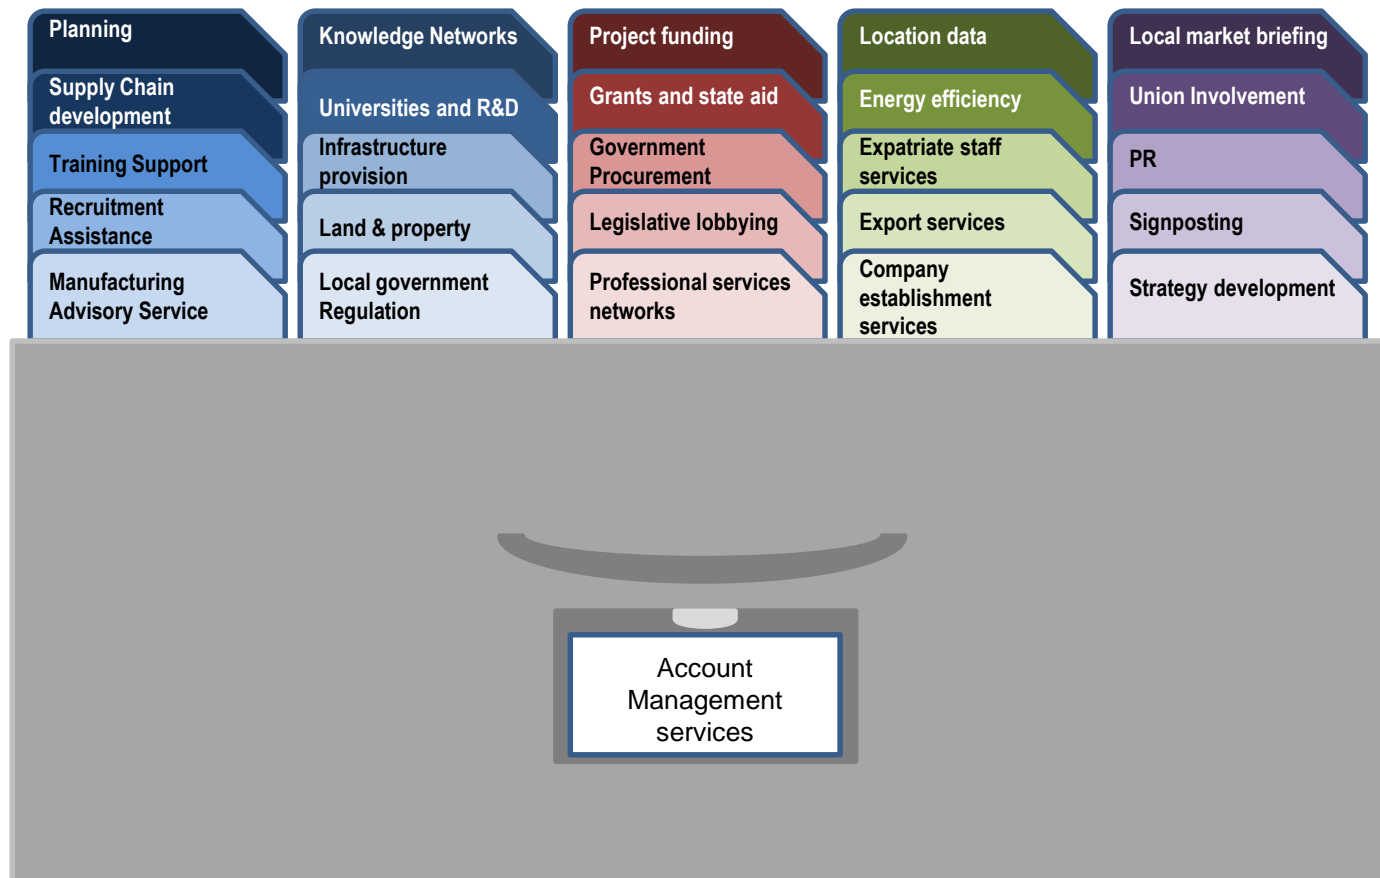 Planning
Supply Chain
development
Training Support
Recruitment
Assistance
Manufacturing
Advisory Service
Knowledge Networks
Universities and R&D
Infrastructure
provision
Land & property
Local government
Regulation
Project funding
Grants and state aid
Government
Procurement
Legislative lobbying
Professional services
networks
Location data
Energy efficiency
Expatriate staff
services
Export services
Company
establishment
services
Local market briefing
Union Involvement
PR
Signposting
Strategy development
Account
Management
services